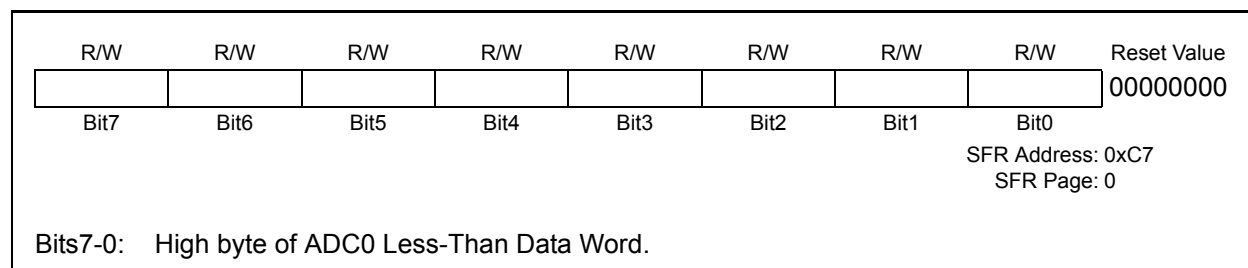 R/W R/W R/W R/W R/W R/W R/W R/W Reset Value
00000000
Bit7 Bit6 Bit5 Bit4 Bit3 Bit2 Bit1 Bit0
SFR Address: 0xC7
SFR Page: 0
Bits7-0: High byte of ADC0 Less-Than Data Word.